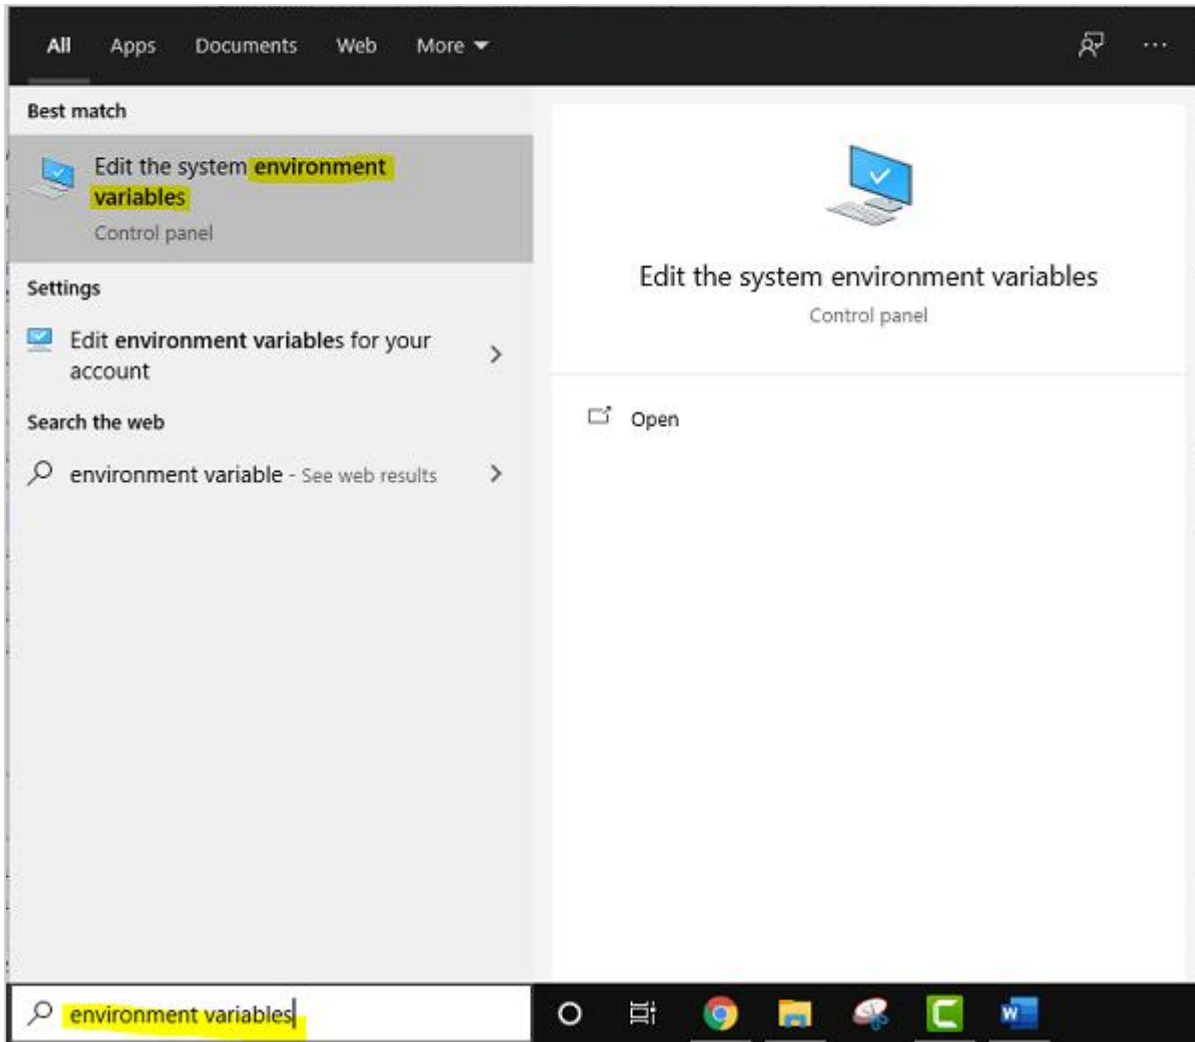 All Apps Documents Web More
Best match
Edit the system environment
variables
Control panel
Settings
Edit environment variables for your
account
Search the web
environment variable - See web results
Edit the system environment variables
Control panel
Open
environment variables
W